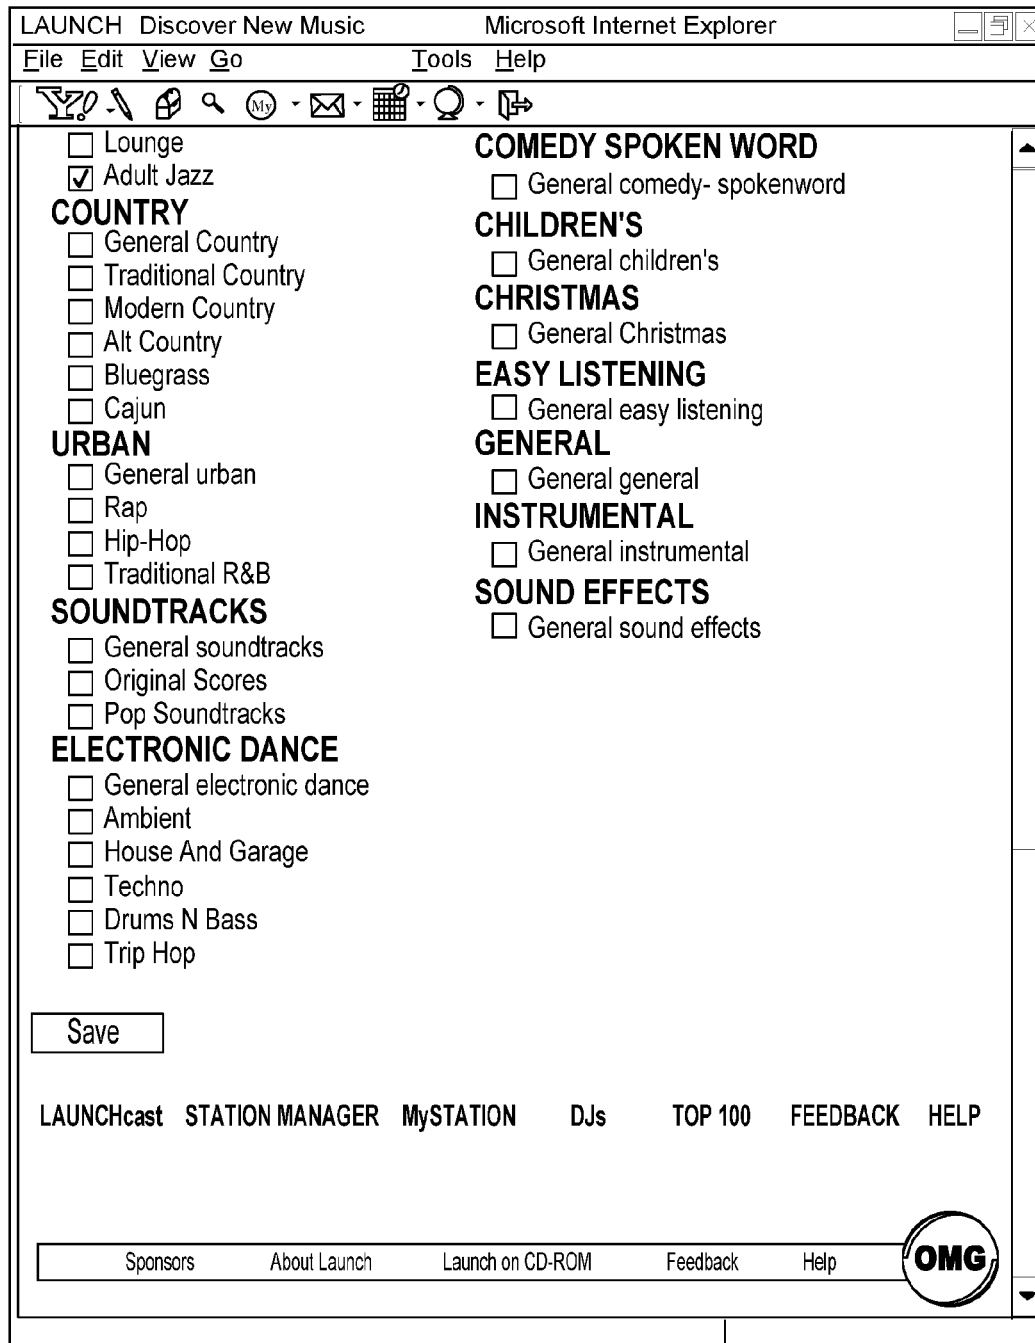 LAUNCH Discover New Music Microsoft Internet Explorer
File Edit View Go Tools Help
Y! My
Lounge
Adult Jazz
COUNTRY
General Country
Traditional Country
Modern Country
Alt Country
Bluegrass
Cajun
URBAN
General urban
Rap
Hip-Hop
Traditional R&B
SOUNDTRACKS
General soundtracks
Original Scores
Pop Soundtracks
ELECTRONIC DANCE
General electronic dance
Ambient
House And Garage
Techno
Drums N Bass
Trip Hop
COMEDY SPOKEN WORD
General comedy- spokenword
CHILDREN'S
General children's
CHRISTMAS
General Christmas
EASY LISTENING
General easy listening
GENERAL
General general
INSTRUMENTAL
General instrumental
SOUND EFFECTS
General sound effects
Save
LAUNCHcast STATION MANAGER MySTATION DJs TOP 100 FEEDBACK HELP
Sponsors About Launch Launch on CD-ROM Feedback Help OMG